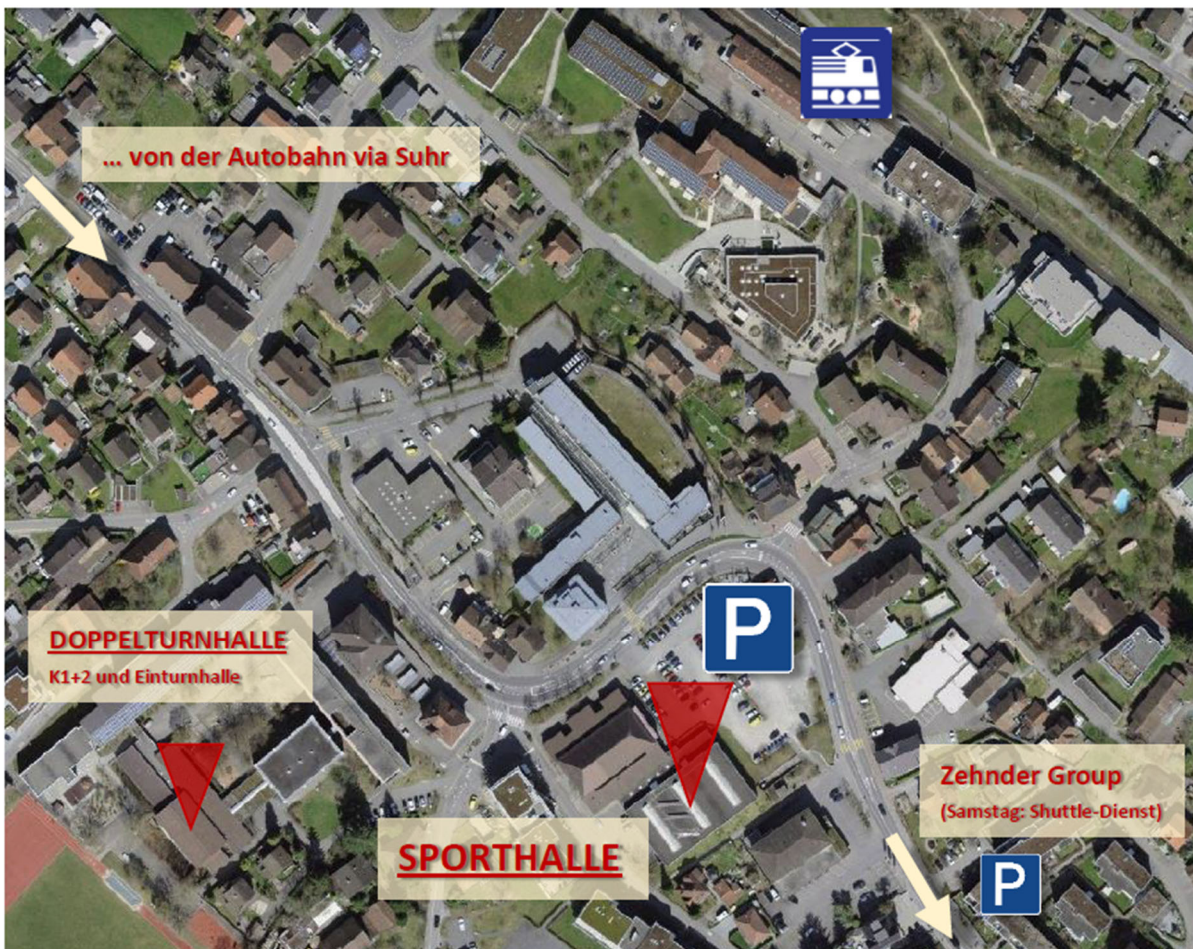 ... von der Autobahn via Suhr
DOPPELTURNHALLE
K1+2 und Einturnhalle
P
SPORTHALLE
Zehnder Group
(Samstag: Shuttle-Dienst)
P